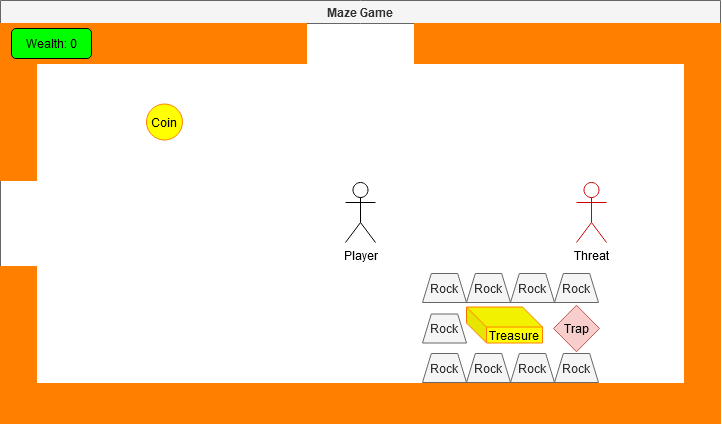 Maze Game
Wealth: 0
Coin
Player
Threat
Rock Rock Rock Rock
Rock Treasure Trap
Rock Rock Rock Rock